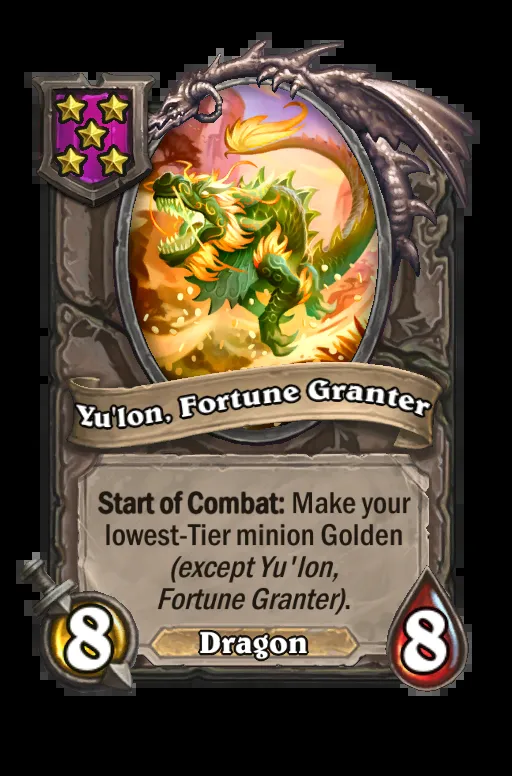 Yu'lon, Fortune Granter
Start of Combat: Make your
lowest-Tier minion Golden
(except Yu'lon,
Fortune Granter).
8
Dragon
8